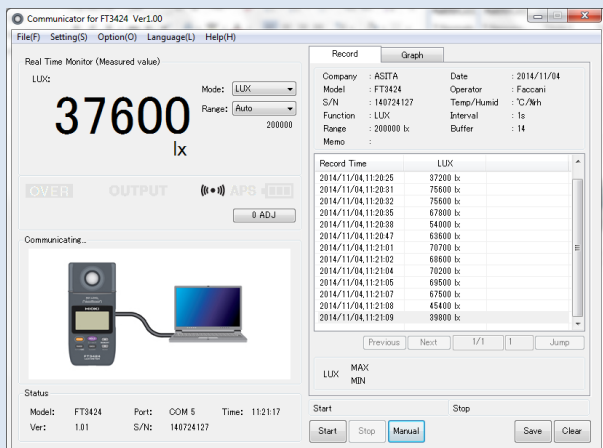 Communicator for FT3424 Ver1.00
File(F) Setting(S) Option(O) Language(L) Help(H)
Real Time Monitor (Measured value)
LUX:
37600
lx
Mode: LUX
Range: Auto
200000
OVER OUTPUT APS
0 ADJ
Communicating..
HIOKI
Status
Model: FT3424 Port: COM 5 Time: 11:21:17
Ver: 1.01 S/N: 140724127
Record Graph
Company : ASITA Date : 2014/11/04
Model : FT3424 Operator : Faccani
S/N : 140724127 Temp/Humid : °C/%rh
Function : LUX Interval : 1s
Range : 200000 lx Buffer : 14
Memo :
Record Time LUX
2014/11/04,11:20:25 37200 lx
2014/11/04,11:20:31 75600 lx
2014/11/04,11:20:32 75600 lx
2014/11/04,11:20:35 67800 lx
2014/11/04,11:20:38 54000 lx
2014/11/04,11:20:47 63600 lx
2014/11/04,11:21:01 70700 lx
2014/11/04,11:21:02 68600 lx
2014/11/04,11:21:04 70200 lx
2014/11/04,11:21:05 69500 lx
2014/11/04,11:21:07 67500 lx
2014/11/04,11:21:08 45400 lx
2014/11/04,11:21:09 39800 lx
Previous Next 1/1 1 Jump
LUX MAX
MIN
Start Stop
Start Stop Manual Save Clear